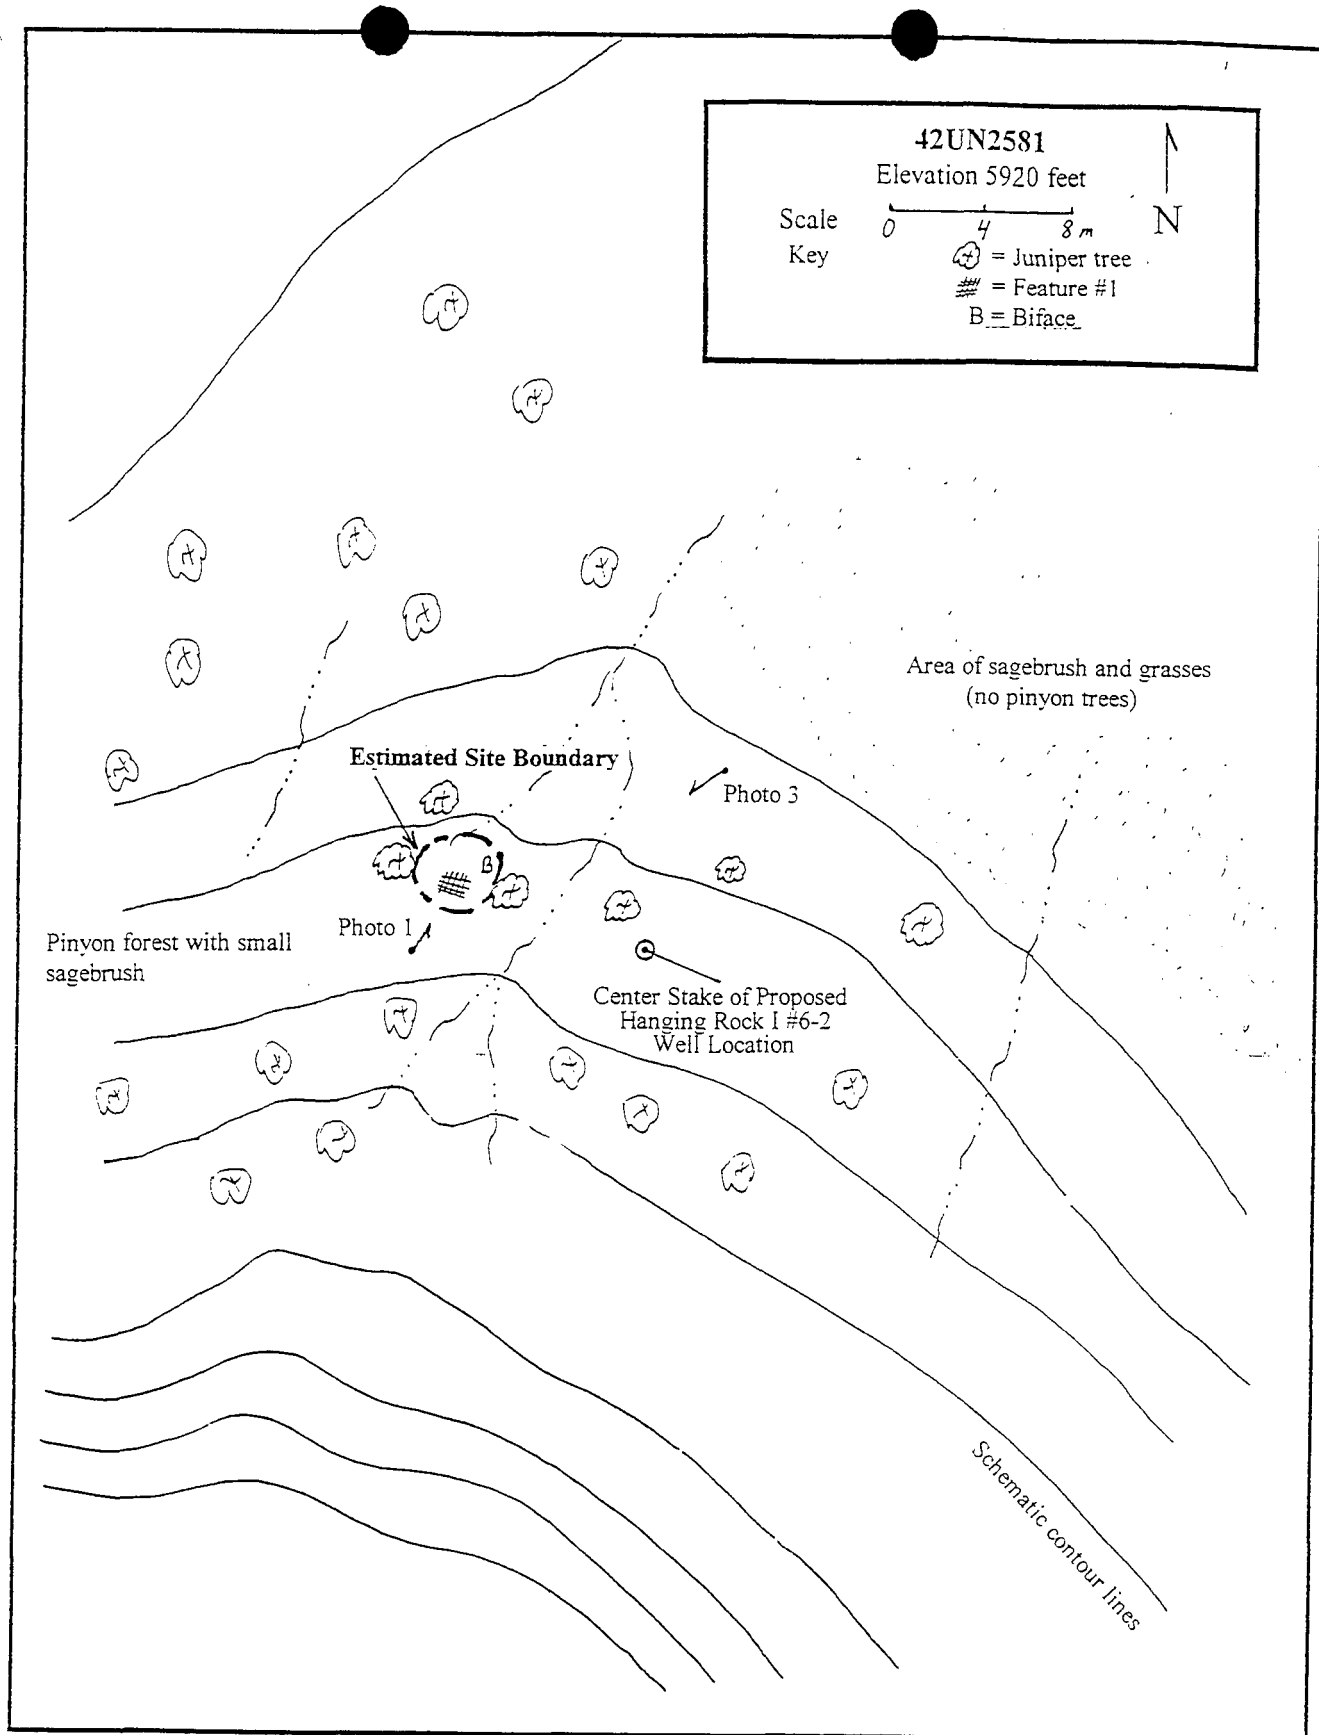 42UN2581
Elevation 5920 feet
Scale 0 4 8 m
N
Key
= Juniper tree
= Feature #1
B = Biface
Area of sagebrush and grasses
(no pinyon trees)
Estimated Site Boundary
Photo 3
B
Photo 1
Pinyon forest with small
sagebrush
Center Stake of Proposed
Hanging Rock I #6-2
Well Location
Schematic contour lines